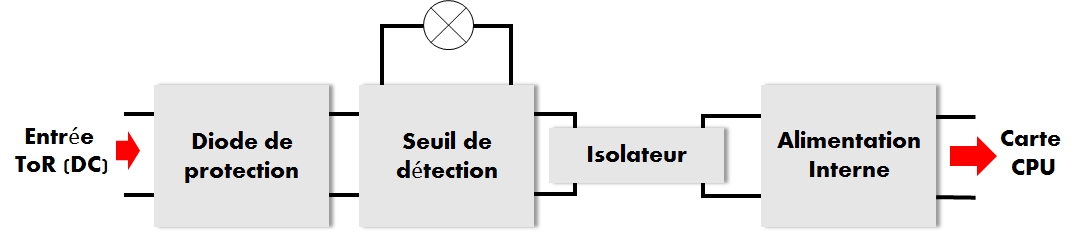 Entrée
ToR (DC)
Diode de
protection
Seuil de
détection
Isolateur
Alimentation
Interne
Carte
CPU